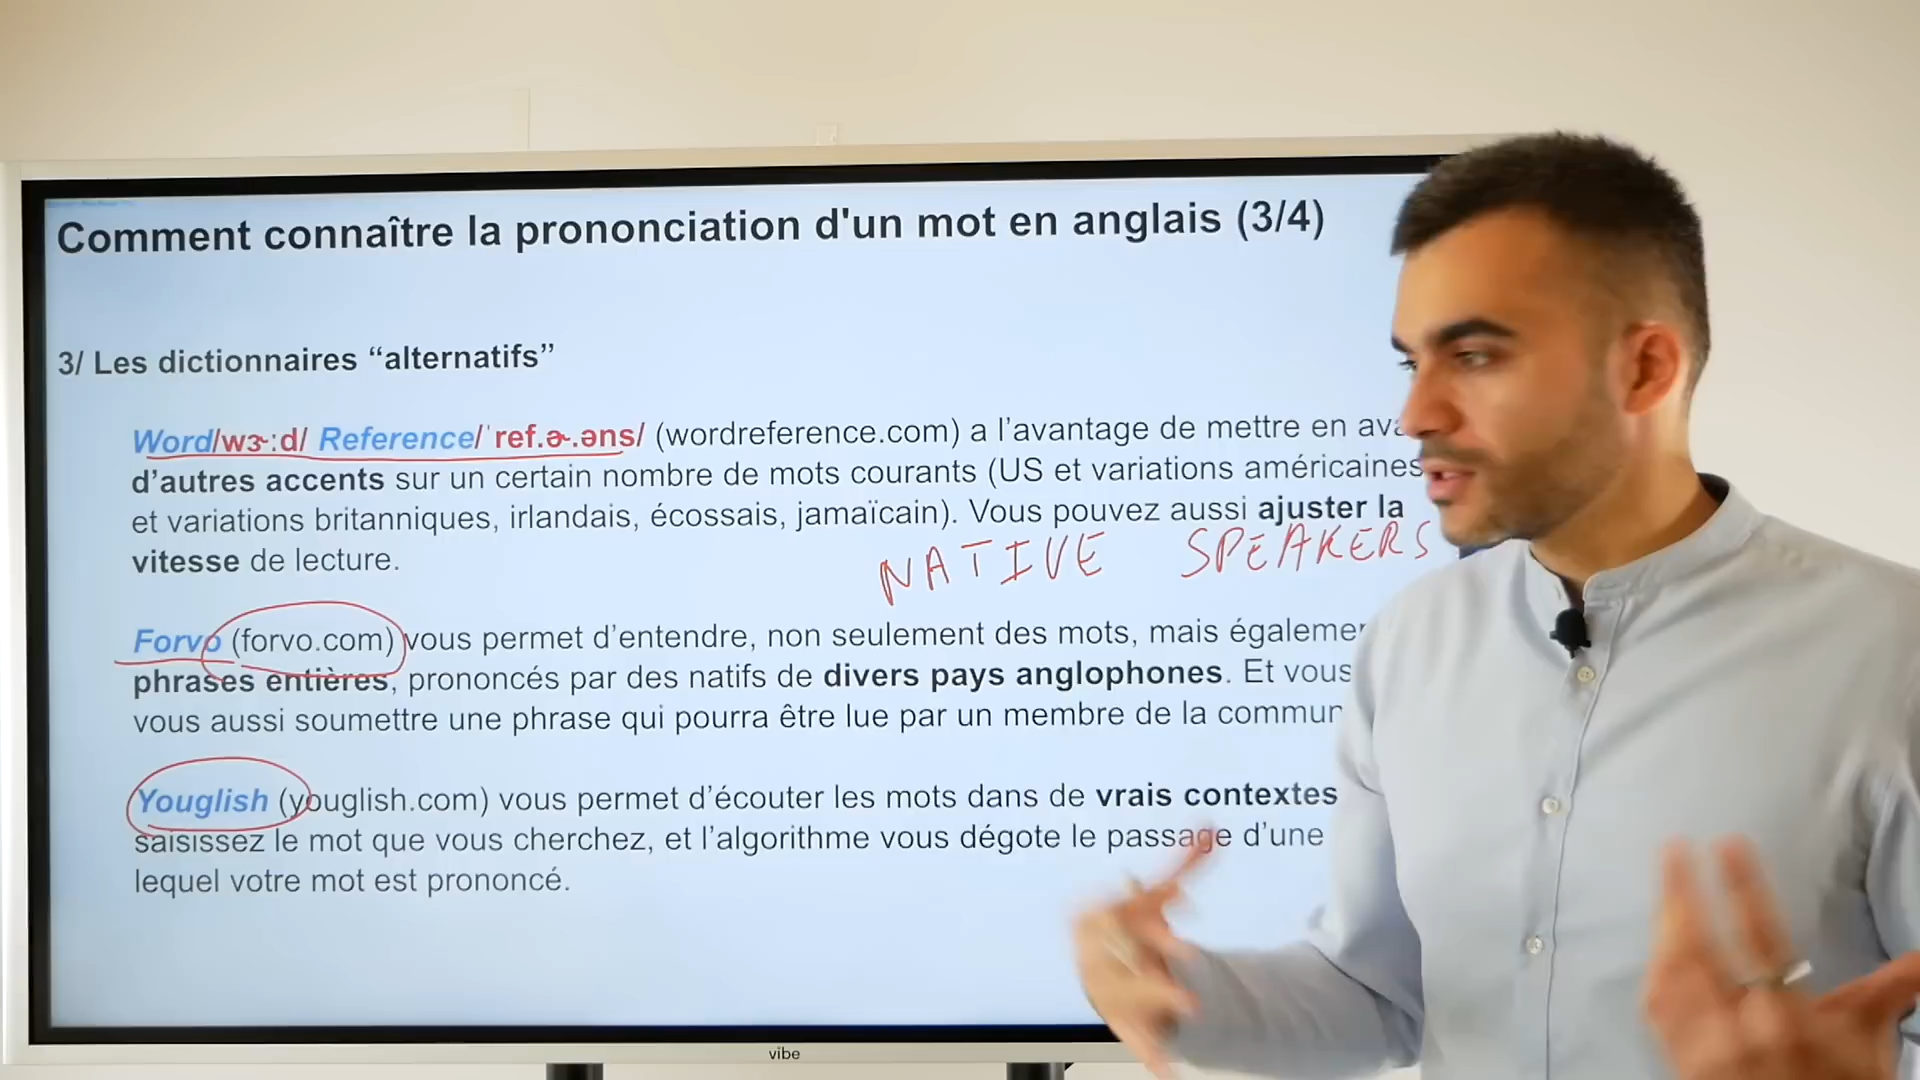 Comment connaître la prononciation d'un mot en anglais (3/4)
3/ Les dictionnaires “alternatifs”
Word/wɝːd/ Reference/ˈref.ɚ.əns/ (wordreference.com) a l’avantage de mettre en
d’autres accents sur un certain nombre de mots courants (US et variations américaines
et variations britanniques, irlandais, écossais, jamaïcain). Vous pouvez aussi ajuster la
vitesse de lecture.
NATIVE SPEAKERS
Forvo (forvo.com) vous permet d’entendre, non seulement des mots, mais
phrases entières, prononcés par des natifs de divers pays anglophones. Et vous
vous aussi soumettre une phrase qui pourra être lue par un membre de la
Youglish (youglish.com) vous permet d’écouter les mots dans de vrais contextes
saisissez le mot que vous cherchez, et l’algorithme vous dégote le passage d’une
lequel votre mot est prononcé.
vibe